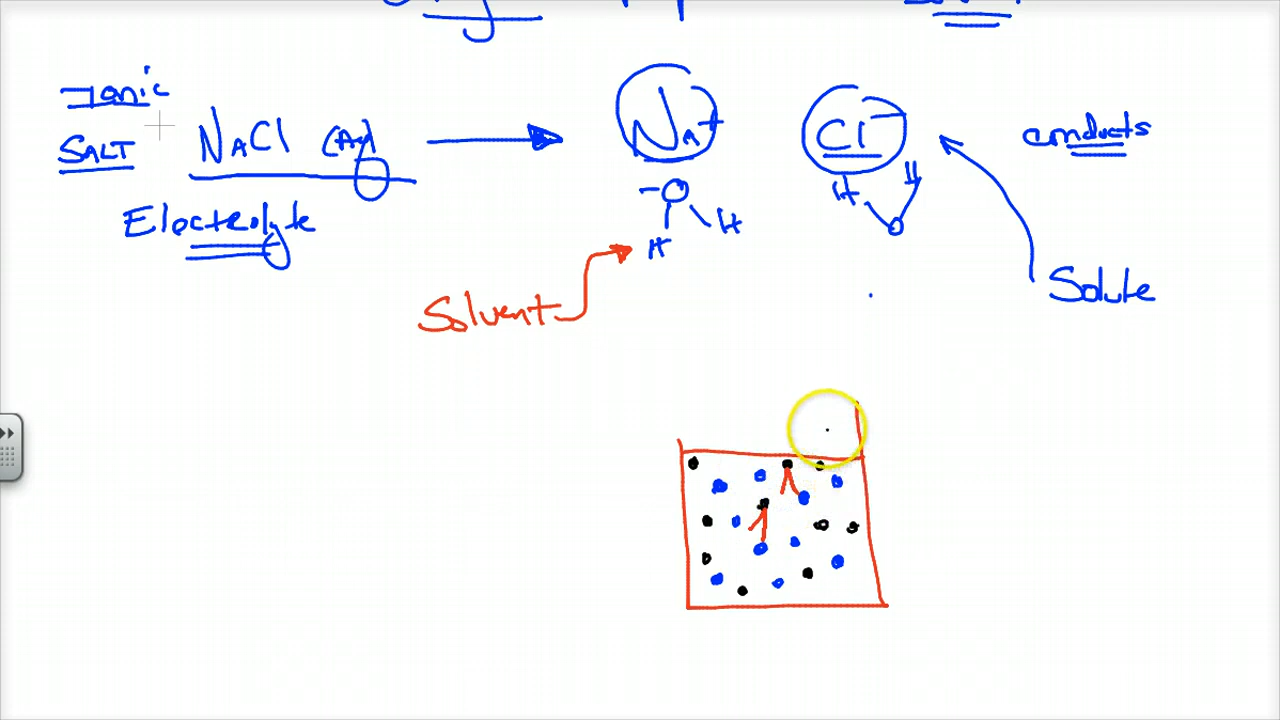 Ionic
SALT NaCl (Aq) → Na+ Cl− conducts
Electrolyte
−O H H
H H O
Solvent
Solute